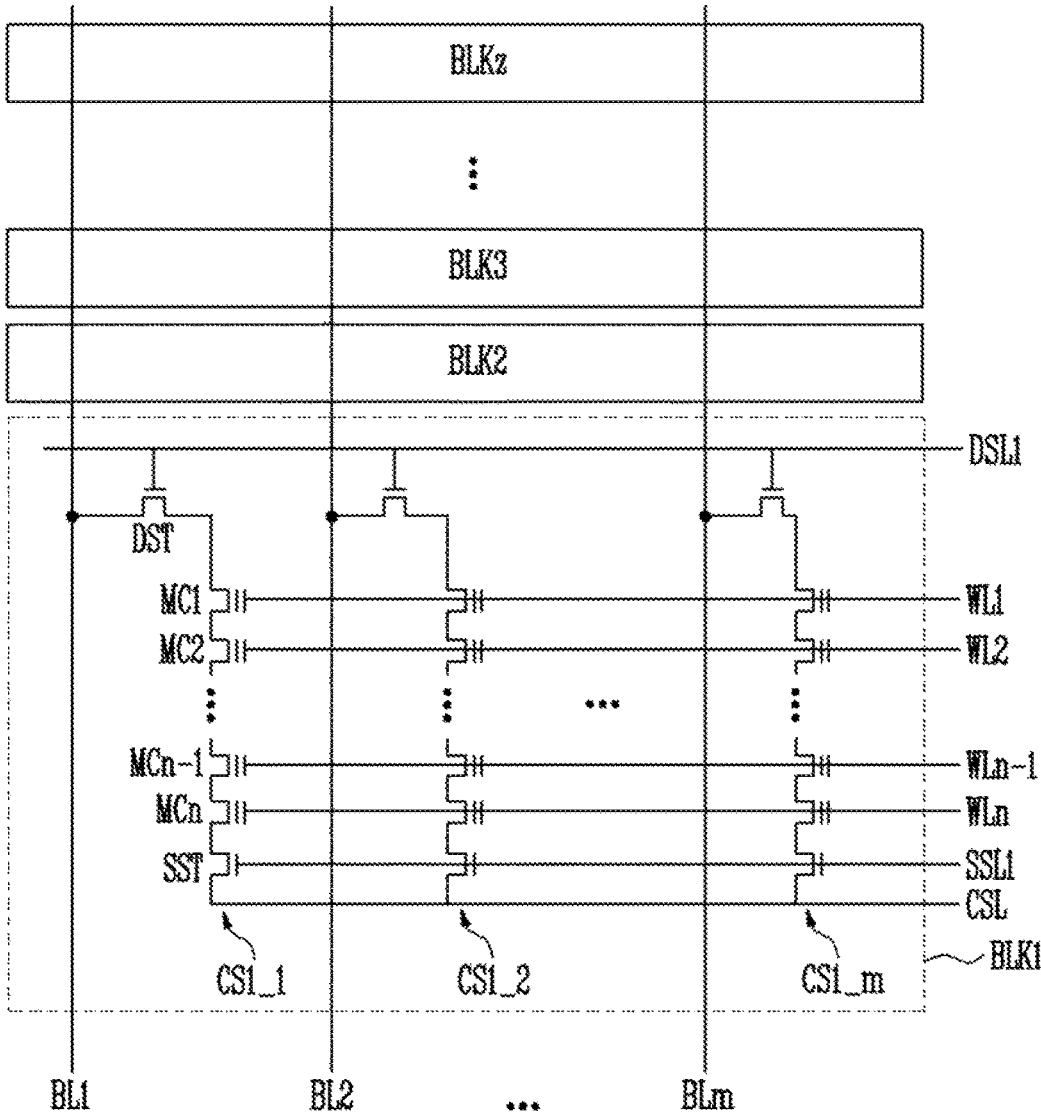 BLKz
BLK3
BLK2
DSL1
DST
MC1
WL1
MC2
WL2
MCn-1
WLn-1
MCn
WLn
SST
SSL1
CSL
BLK1
CS1_1
CS1_2
CS1_m
BL1
BL2
...
BLm